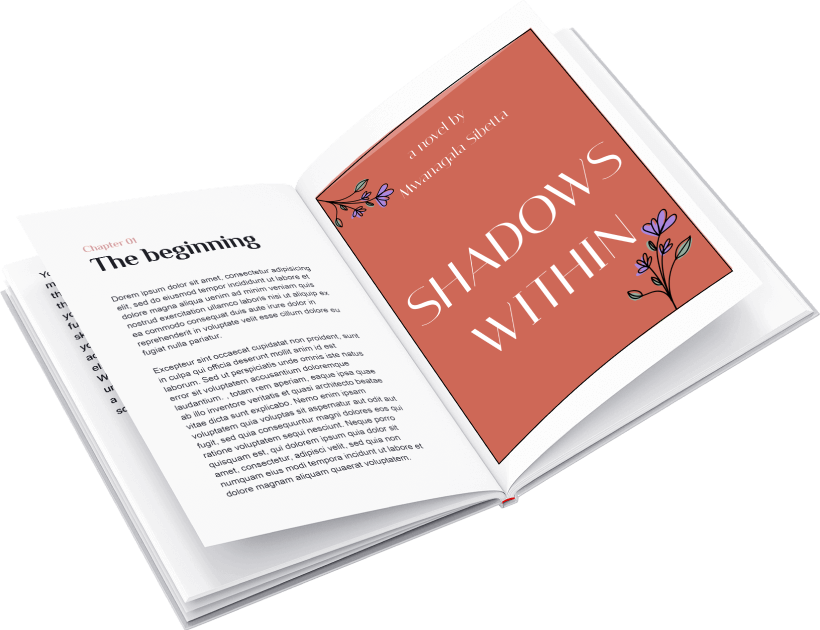 Chapter 01
The beginning
Dorem ipsum dolor sit amet, consectetur adipisicing
elit, sed do eiusmod tempor incididunt ut labore et
dolore magna aliqua uenim ad minim veniam quis
nostrud exercitation ullamco laboris nisi ut aliquip ex
ea commodo consequat duis aute irure dolor in
reprehenderit in voluptate velit esse cillum dolore eu
fugiat nulla pariatur.
Excepteur sint occaecat cupidatat non proident, sunt
in culpa qui officia deserunt mollit anim id est
laborum. Sed ut perspiciatis unde omnis iste natus
error sit voluptatem accusantium doloremque
laudantium. , totam rem aperiam, eaque ipsa quae
ab illo inventore veritatis et quasi architecto beatae
vitae dicta sunt explicabo. Nemo enim ipsam
voluptatem quia voluptas sit aspernatur aut odit aut
fugit, sed quia consequuntur magni dolores eos qui
ratione voluptatem sequi nesciunt. Neque porro
quisquam est, qui dolorem ipsum quia dolor sit
amet, consectetur, adipisci velit, sed quia non
numquam eius modi tempora incidunt ut labore et
dolore magnam aliquam quaerat voluptatem.
a novel by
Mwanagala Sibetta
SHADOWS
WITHIN